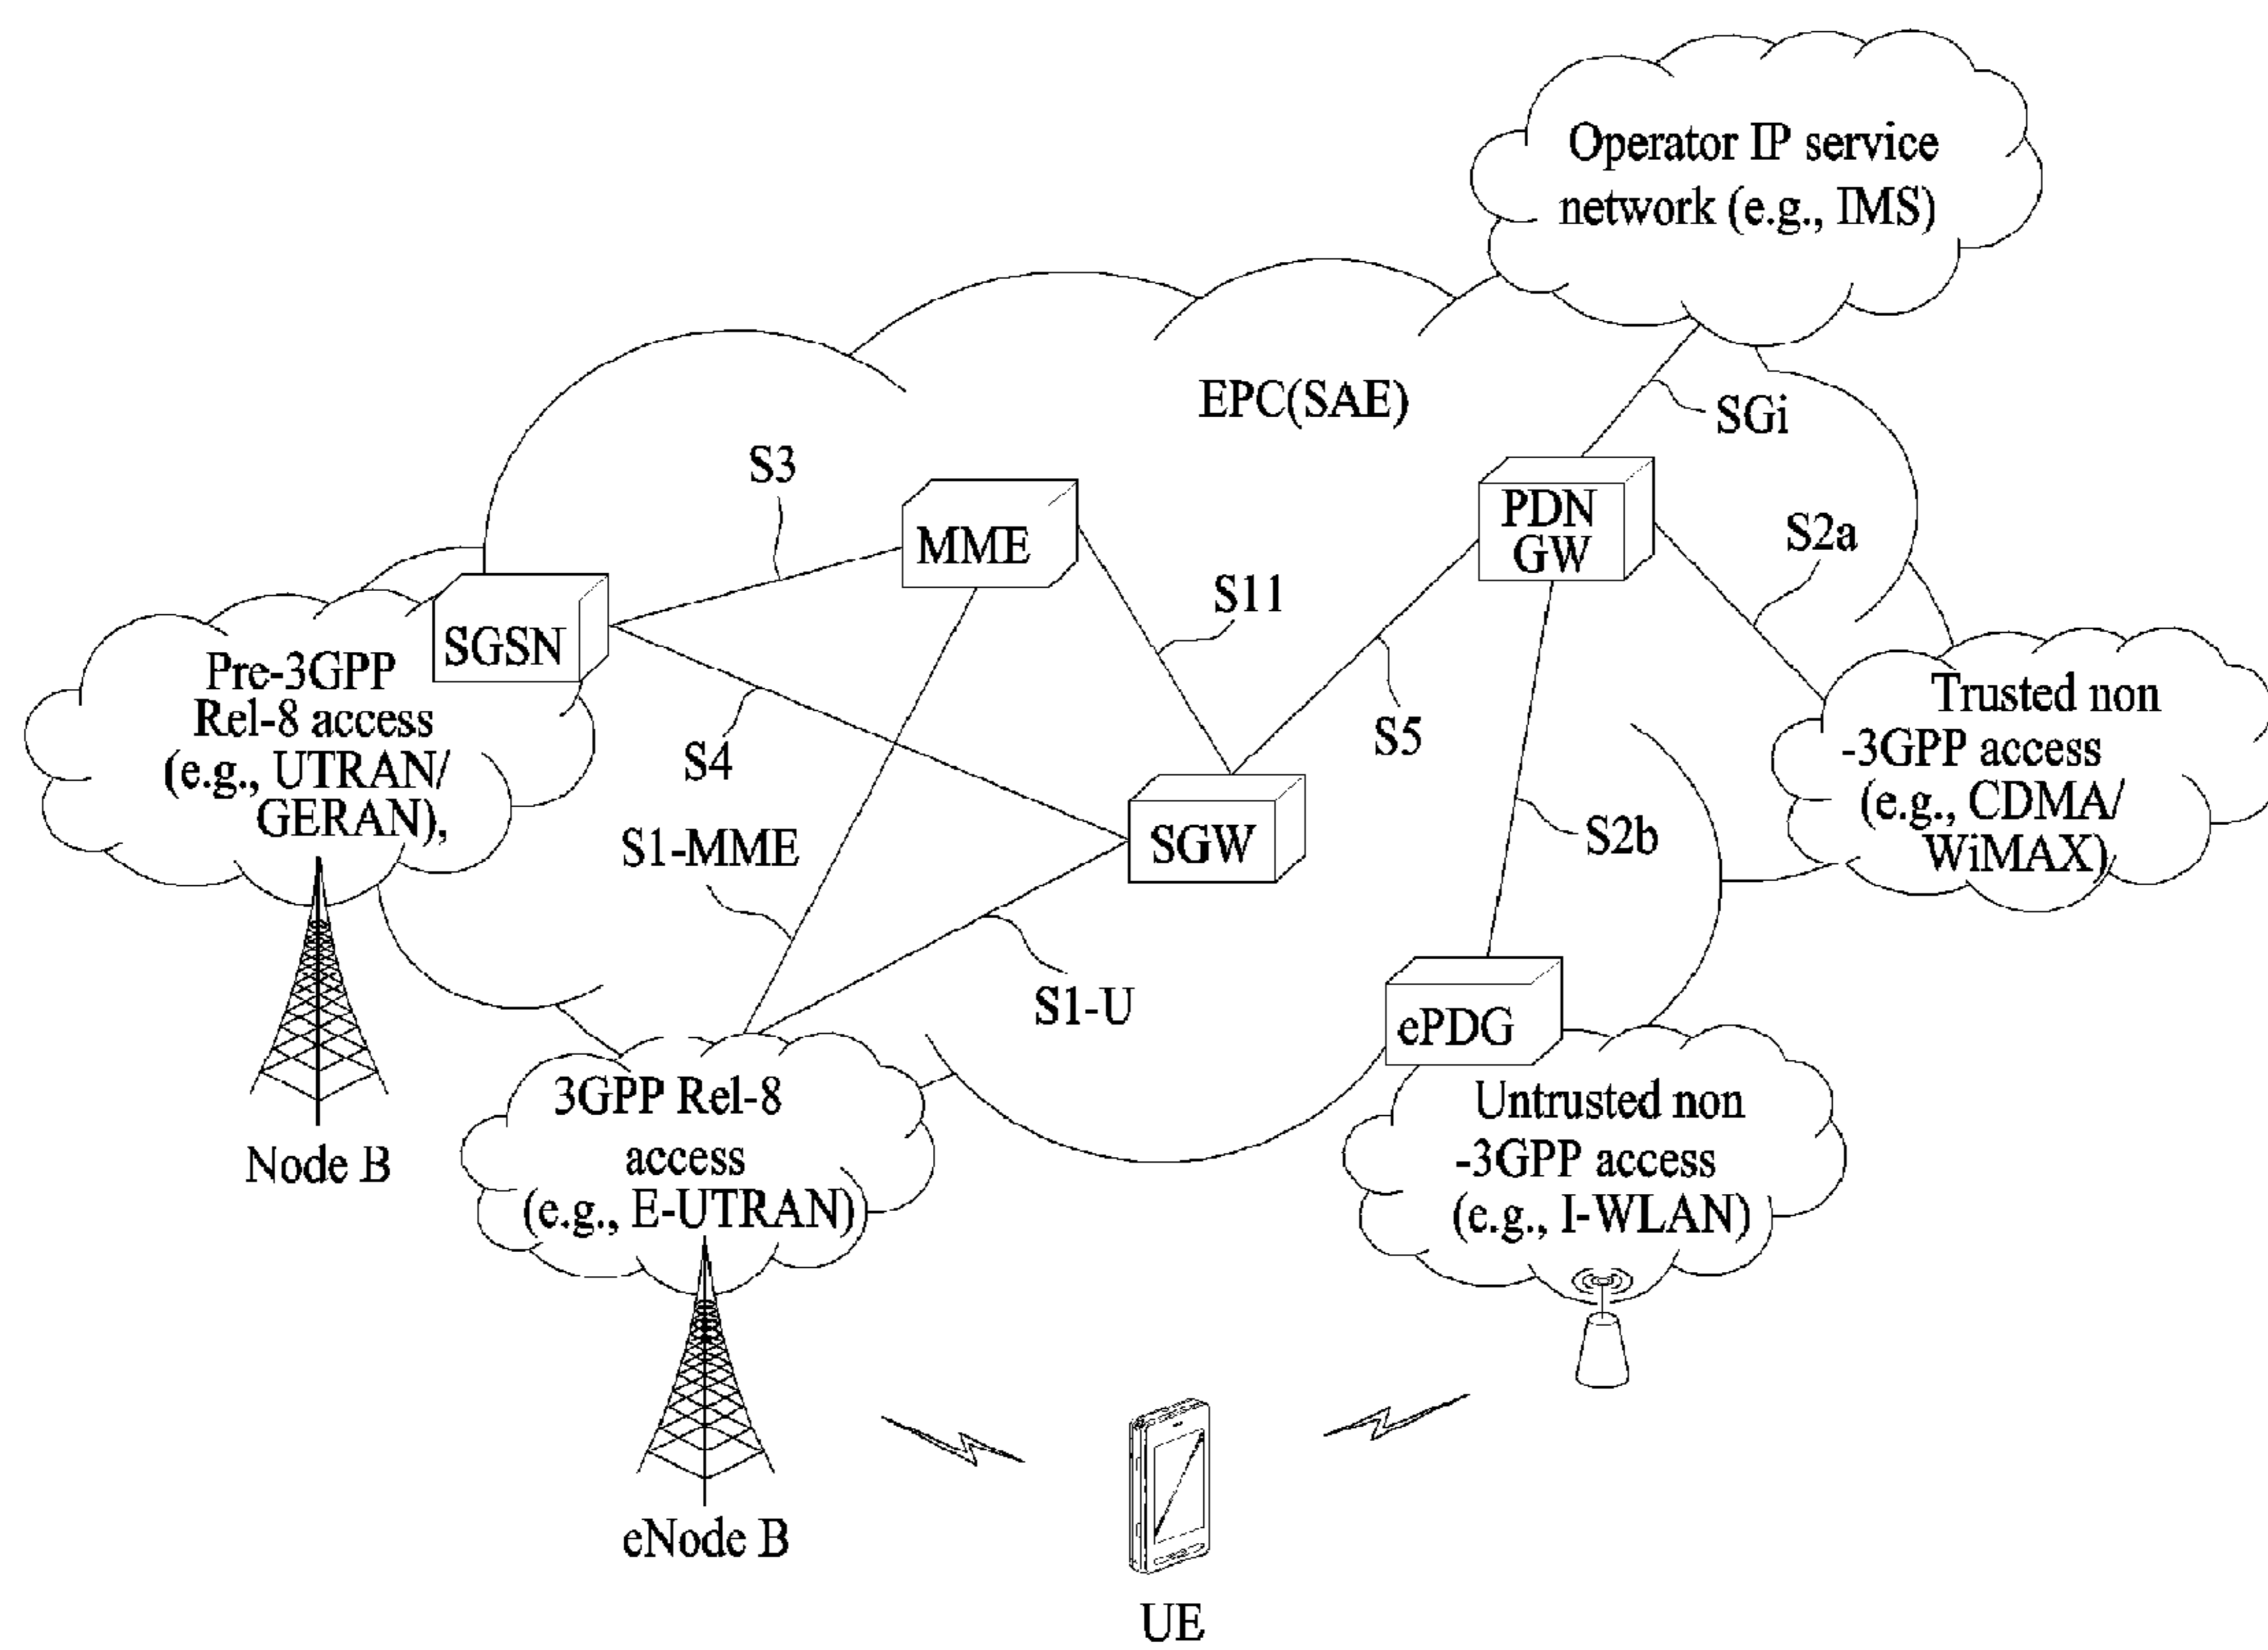 Operator IP service
network (e.g., IMS)
EPC(SAE)
SGi
S3
MME
PDN
GW
S2a
S11
SGSN
Pre-3GPP
Rel-8 access
(e.g., UTRAN/
GERAN),
S4
S5
Trusted non
-3GPP access
(e.g., CDMA/
WiMAX)
S1-MME
SGW
S2b
S1-U
ePDG
3GPP Rel-8
access
(e.g., E-UTRAN)
Untrusted non
-3GPP access
(e.g., I-WLAN)
Node B
eNode B
UE